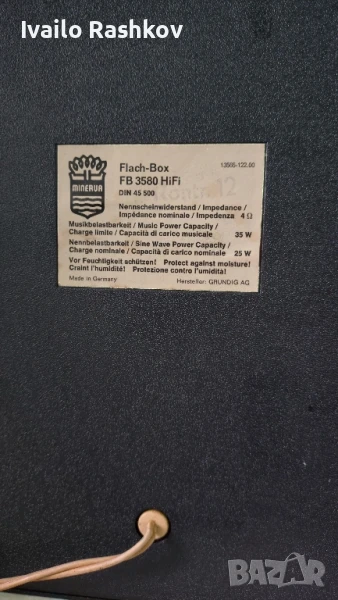 Ivailo Rashkov
MINERVA
Flach-Box
FB 3580 HiFi
DIN 45 500
Nennscheinwiderstand / Impedance /
Impédance nominale / Impedenza 4 Ω
Musikbelastbarkeit / Music Power Capacity /
Charge limite / Capacità di carico musicale 35 W
Nennbelastbarkeit / Sine Wave Power Capacity /
Charge nominale / Capacità di carico nominale 25 W
Vor Feuchtigkeit schützen! Protect against moisture!
Craint l'humidité! Protezione contro l'umidità!
Made in Germany Hersteller: GRUNDIG AG
BAZAR